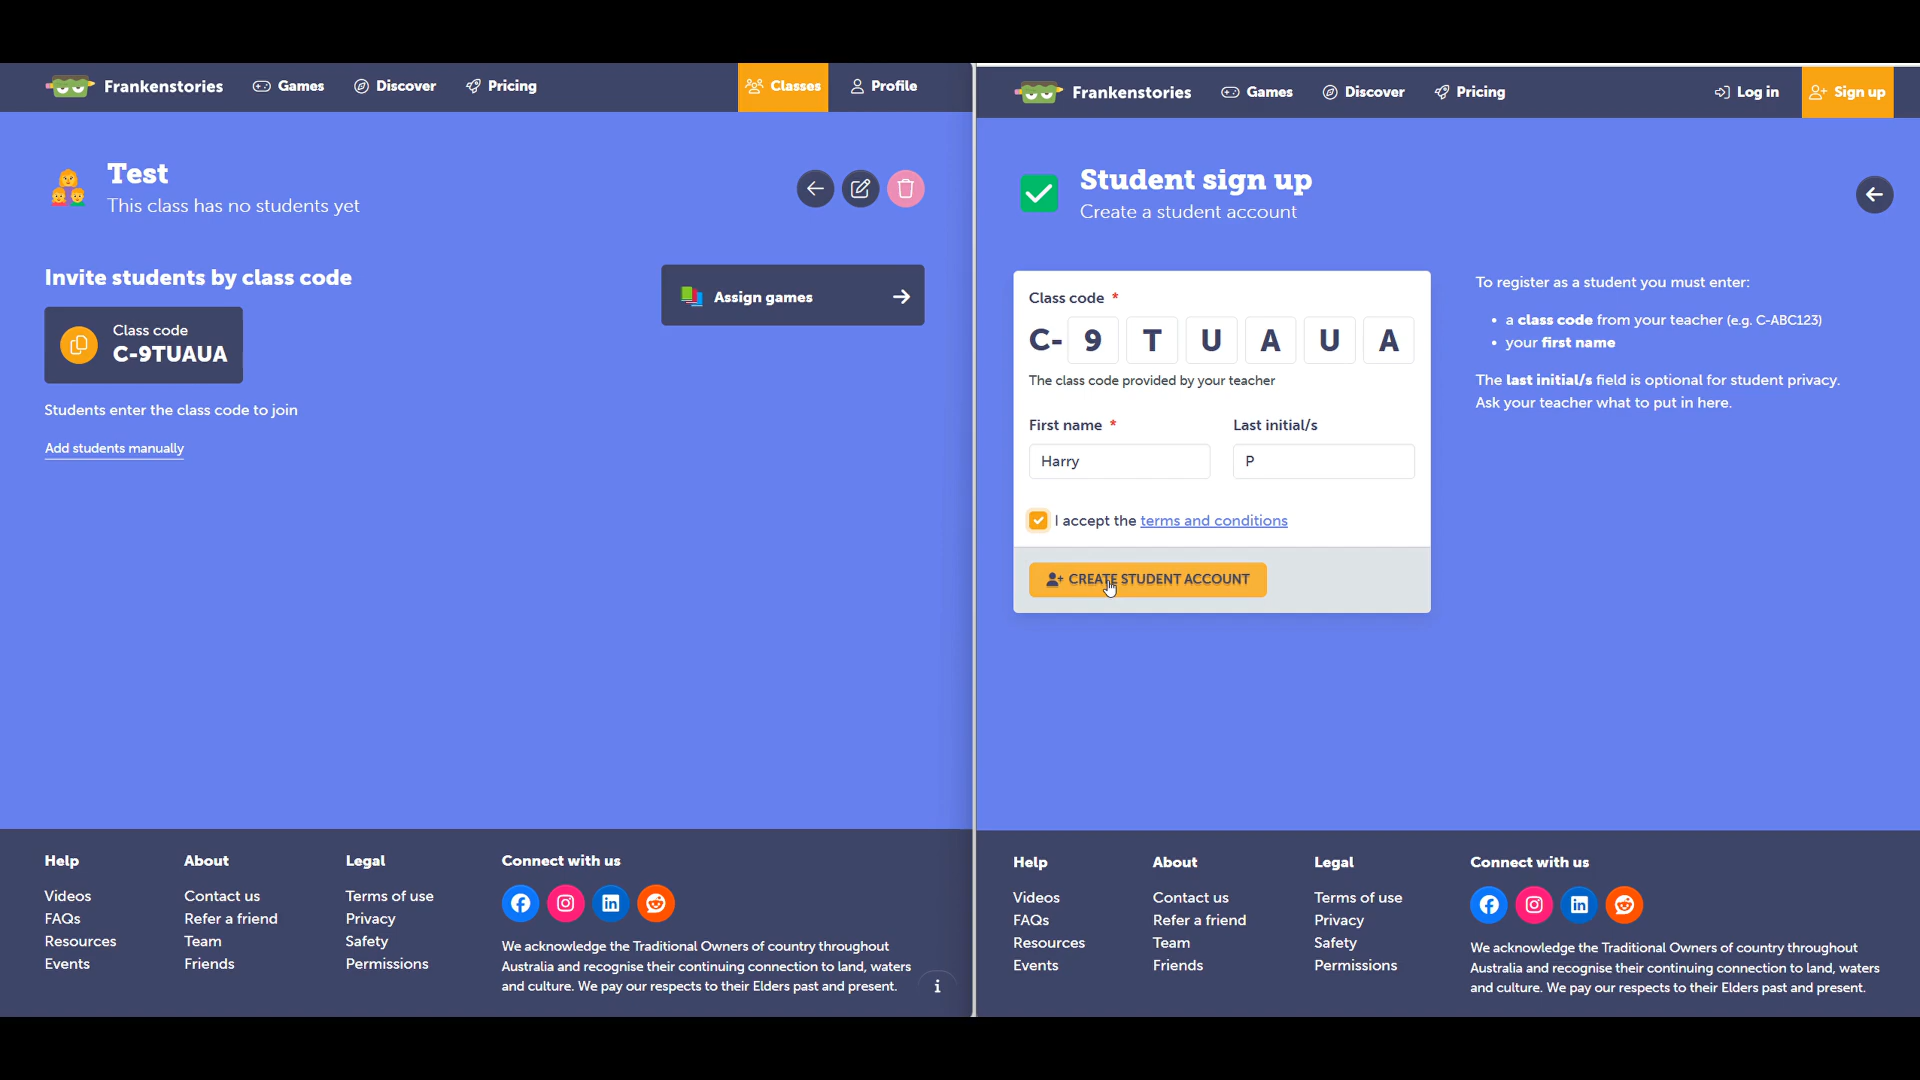 Frankenstories
Games
Discover
Pricing
Classes
Profile
Test
This class has no students yet
Invite students by class code
Class code
C-9TUAUA
Students enter the class code to join
Add students manually
Assign games
Help
Videos
FAQs
Resources
Events
About
Contact us
Refer a friend
Team
Friends
Legal
Terms of use
Privacy
Safety
Permissions
Connect with us
We acknowledge the Traditional Owners of country throughout
Australia and recognise their continuing connection to land, waters
and culture. We pay our respects to their Elders past and present.
i
Frankenstories
Games
Discover
Pricing
Log in
Sign up
Student sign up
Create a student account
Class code *
C- 9 T U A U A
The class code provided by your teacher
First name *
Last initial/s
Harry
P
I accept the terms and conditions
CREATE STUDENT ACCOUNT
To register as a student you must enter:
• a class code from your teacher (e.g. C-ABC123)
• your first name
The last initial/s field is optional for student privacy.
Ask your teacher what to put in here.
Help
Videos
FAQs
Resources
Events
About
Contact us
Refer a friend
Team
Friends
Legal
Terms of use
Privacy
Safety
Permissions
Connect with us
We acknowledge the Traditional Owners of country throughout
Australia and recognise their continuing connection to land, waters
and culture. We pay our respects to their Elders past and present.